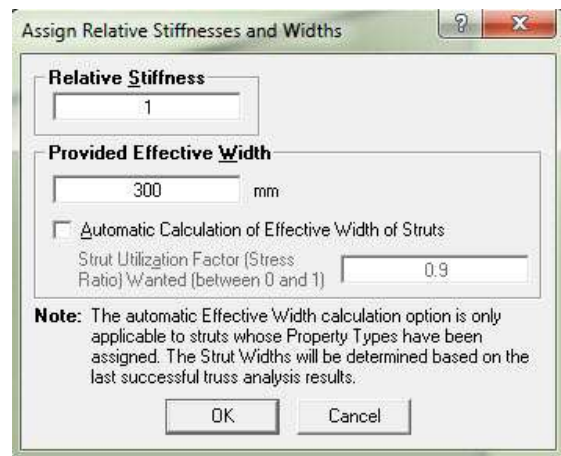 Assign Relative Stiffnesses and Widths
Relative Stiffness
1
Provided Effective Width
300 mm
Automatic Calculation of Effective Width of Struts
Strut Utilization Factor (Stress
Ratio) Wanted (between 0 and 1)
0.9
Note: The automatic Effective Width calculation option is only
applicable to struts whose Property Types have been
assigned. The Strut Widths will be determined based on the
last successful truss analysis results.
OK Cancel